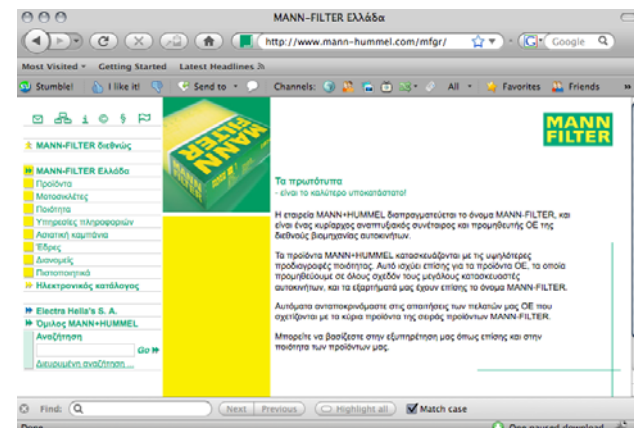 MANN-FILTER Ελλάδα
http://www.mann-hummel.com/mfgr/
Google
Most Visited Getting Started Latest Headlines
Stumble! I like it! Send to Channels: All Favorites Friends
MANN-FILTER διεθνώς
MANN-FILTER Ελλάδα
Προϊόντα
Μοτοσικλέτες
Ποιότητα
Υπηρεσίες πληροφοριών
Ασιατική καμπάνια
Έδρες
Διανομείς
Πιστοποιητικά
Ηλεκτρονικός κατάλογος
Electra Hella's S. A.
Όμιλος MANN+HUMMEL
Αναζήτηση
Go
Διευρυμένη αναζήτηση ...
MANN
FILTER
MANN
FILTER
Τα πρωτότυπα
- είναι το καλύτερο υποκατάστατο!
Η εταιρεία MANN+HUMMEL διαπραγματεύεται το όνομα MANN-FILTER, και
είναι ένας κυρίαρχος αναπτυξιακός συνέταιρος και προμηθευτής OE της
διεθνούς βιομηχανίας αυτοκινήτων.
Τα προϊόντα MANN+HUMMEL κατασκευάζονται με τις υψηλότερες
προδιαγραφές ποιότητας. Αυτό ισχύει επίσης για τα προϊόντα OE, τα οποία
προμηθεύουμε σε όλους σχεδόν τους μεγάλους κατασκευαστές
αυτοκινήτων, και τα εξαρτήματά μας έχουν επίσης το όνομα MANN-FILTER.
Αυτόματα ανταποκρινόμαστε στις απαιτήσεις των πελατών μας OE που
σχετίζονται με τα κύρια προϊόντα της σειράς προϊόντων MANN-FILTER.
Μπορείτε να βασίζεστε στην εξυπηρέτηση μας όπως επίσης και στην
ποιότητα των προϊόντων μας.
Find: Next Previous Highlight all Match case
Done One paused download